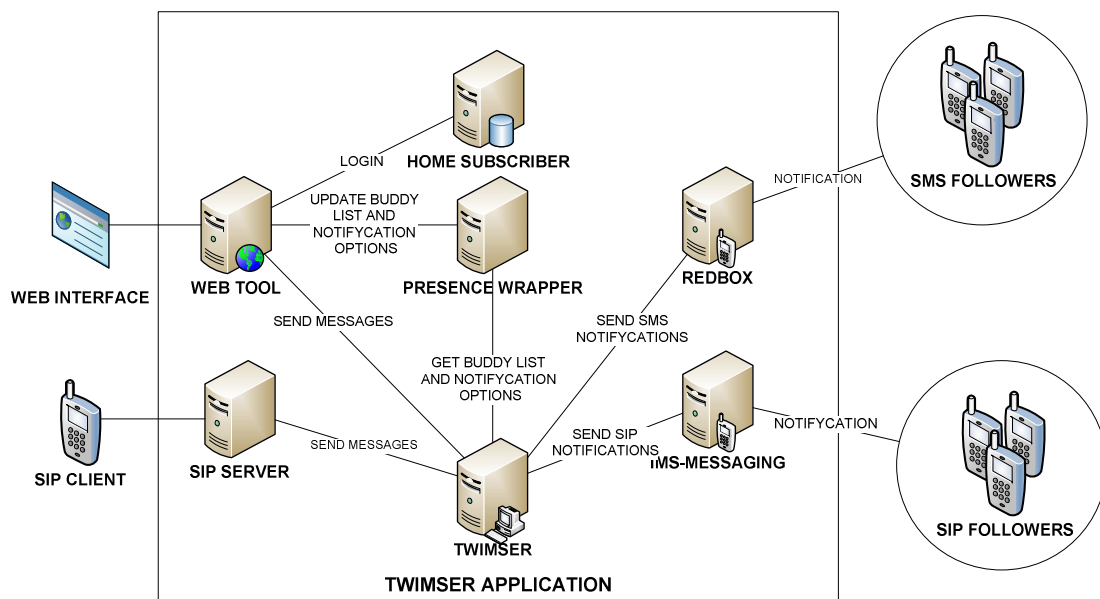 LOGIN
HOME SUBSCRIBER
NOTIFICATION
SMS FOLLOWERS
UPDATE BUDDY
LIST AND
NOTIFYCATION
OPTIONS
WEB INTERFACE
WEB TOOL
PRESENCE WRAPPER
REDBOX
SEND MESSAGES
SEND SMS
NOTIFYCATIONS
GET BUDDY LIST
AND NOTIFYCATION
OPTIONS
NOTIFYCATION
SIP CLIENT
SIP SERVER
SEND MESSAGES
SEND SIP
NOTIFICATIONS
IMS-MESSAGING
SIP FOLLOWERS
TWIMSER
TWIMSER APPLICATION